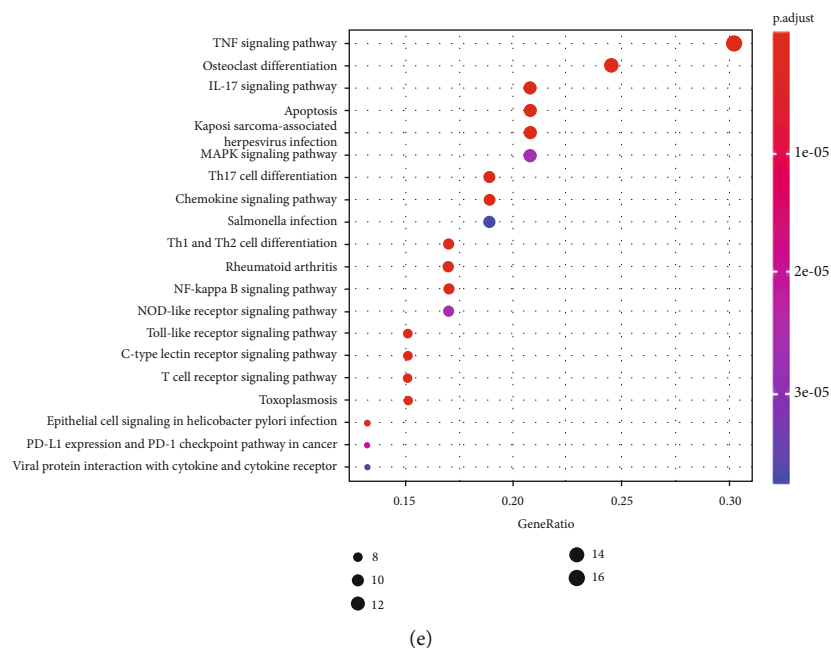 p.adjust
TNF signaling pathway
Osteoclast differentiation
IL-17 signaling pathway
Apoptosis
Kaposi sarcoma-associated
herpesvirus infection
MAPK signaling pathway
Th17 cell differentiation
Chemokine signaling pathway
Salmonella infection
Th1 and Th2 cell differentiation
Rheumatoid arthritis
NF-kappa B signaling pathway
NOD-like receptor signaling pathway
Toll-like receptor signaling pathway
C-type lectin receptor signaling pathway
T cell receptor signaling pathway
Toxoplasmosis
Epithelial cell signaling in helicobacter pylori infection
PD-L1 expression and PD-1 checkpoint pathway in cancer
Viral protein interaction with cytokine and cytokine receptor
1e-05
2e-05
3e-05
0.15 0.20 0.25 0.30
GeneRatio
8
10
12
14
16
(e)